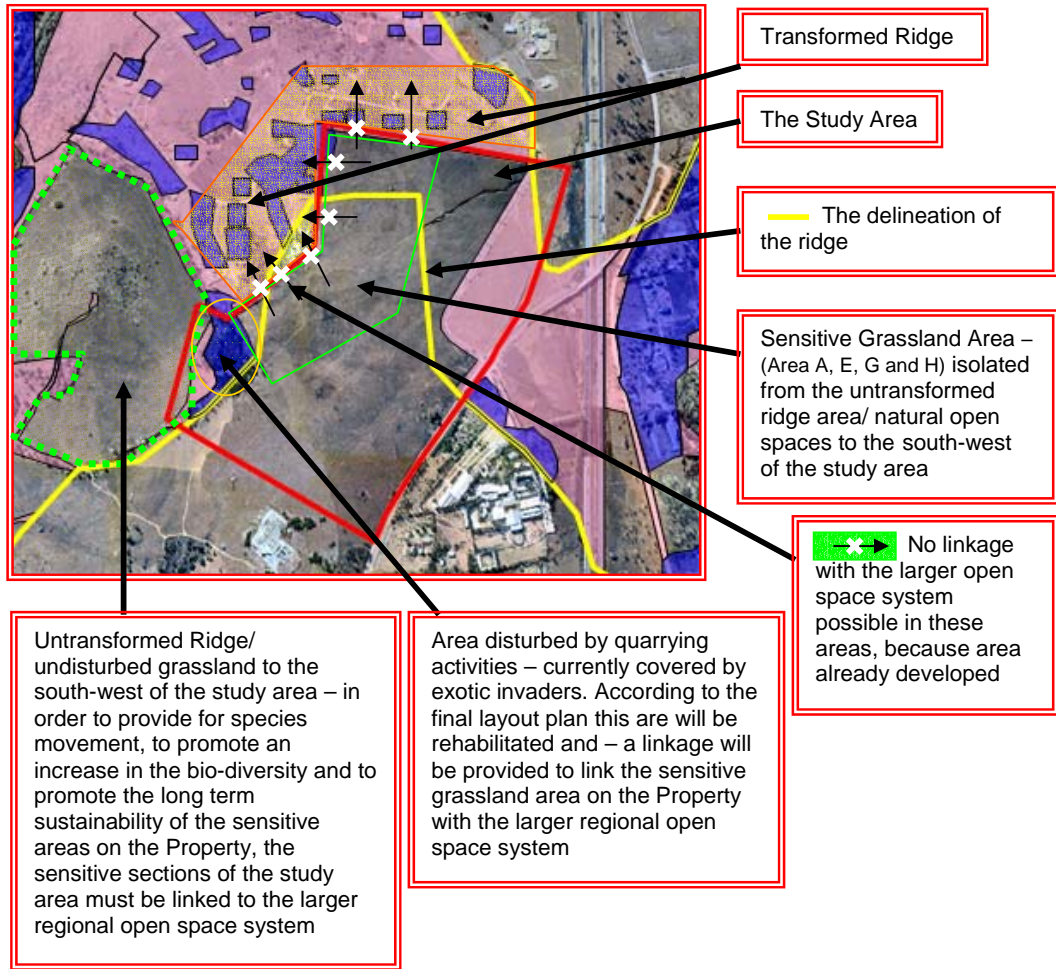 Transformed Ridge
The Study Area
The delineation of
the ridge
Sensitive Grassland Area –
(Area A, E, G and H) isolated
from the untransformed
ridge area/ natural open
spaces to the south-west
of the study area
No linkage
with the larger open
space system
possible in these
areas, because area
already developed
Untransformed Ridge/
undisturbed grassland to the
south-west of the study area – in
order to provide for species
movement, to promote an
increase in the bio-diversity and to
promote the long term
sustainability of the sensitive
areas on the Property, the
sensitive sections of the study
area must be linked to the larger
regional open space system
Area disturbed by quarrying
activities – currently covered by
exotic invaders. According to the
final layout plan this are will be
rehabilitated and – a linkage will
be provided to link the sensitive
grassland area on the Property
with the larger regional open
space system